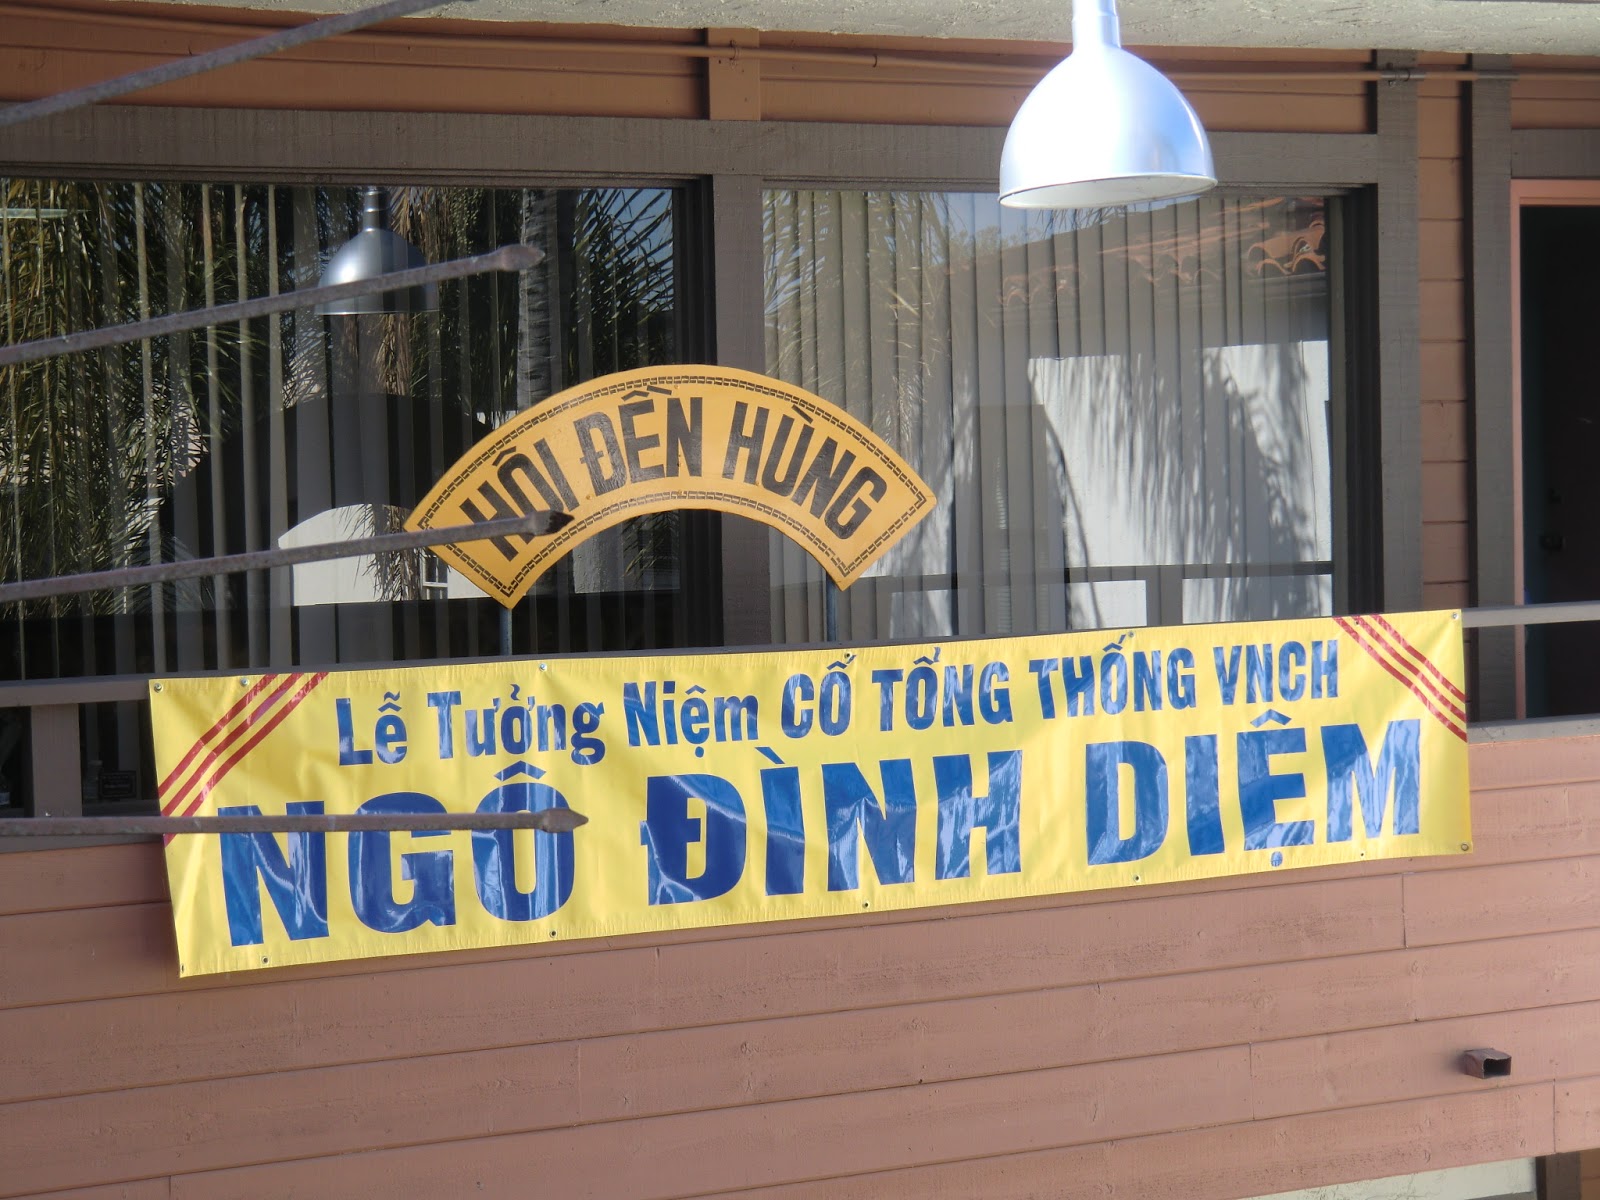 HỘI ĐỀN HÙNG
Lễ Tưởng Niệm CỐ TỔNG THỐNG VNCH
NGÔ ĐÌNH DIỆM